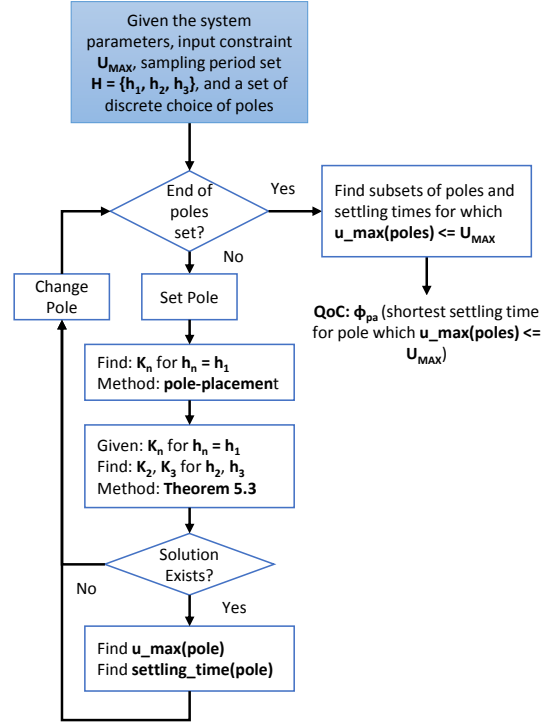 Given the system
parameters, input constraint
U_MAX, sampling period set
H = {h₁, h₂, h₃}, and a set of
discrete choice of poles
End of
poles
set?
Yes
No
Find subsets of poles and
settling times for which
u_max(poles) <= U_MAX
Change
Pole
Set Pole
QoC: ϕ_pa (shortest settling time
for pole which u_max(poles) <=
U_MAX)
Find: Kₙ for hₙ = h₁
Method: pole-placement
Given: Kₙ for hₙ = h₁
Find: K₂, K₃ for h₂, h₃
Method: Theorem 5.3
Solution
Exists?
No
Yes
Find u_max(pole)
Find settling_time(pole)